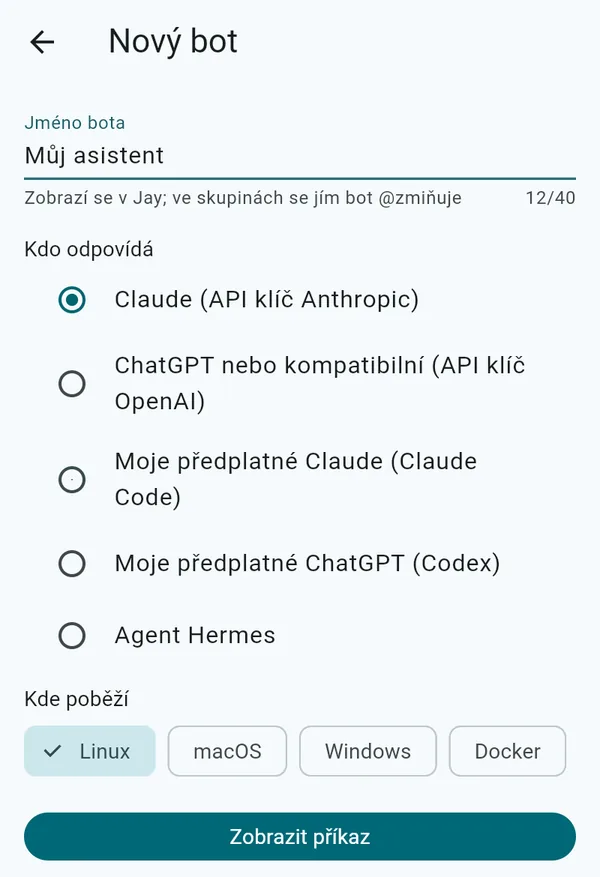 Nový bot
Jméno bota
Můj asistent
Zobrazí se v Jay; ve skupinách se jím bot @zmiňuje 12/40
Kdo odpovídá
Claude (API klíč Anthropic)
ChatGPT nebo kompatibilní (API klíč
OpenAI)
Moje předplatné Claude (Claude
Code)
Moje předplatné ChatGPT (Codex)
Agent Hermes
Kde poběží
Linux macOS Windows Docker
Zobrazit příkaz